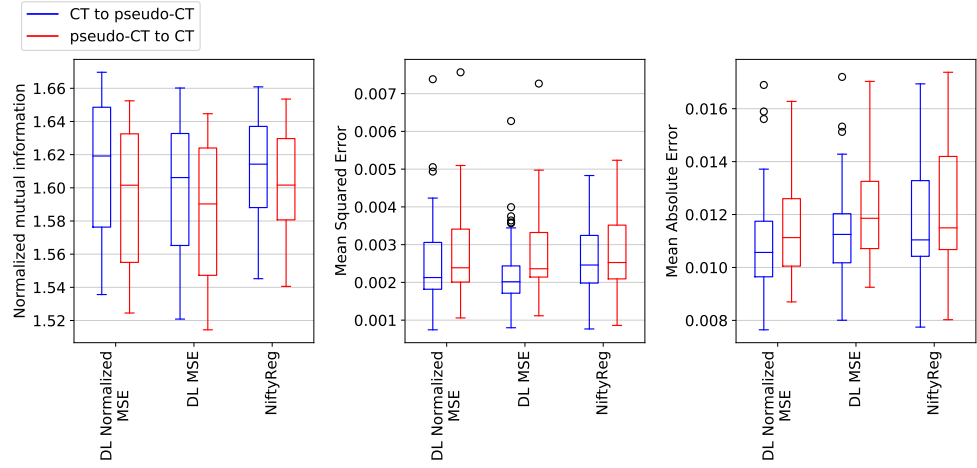 CT to pseudo-CT
pseudo-CT to CT
Normalized mutual information
1.66
1.64
1.62
1.60
1.58
1.56
1.54
1.52
DL Normalized
MSE
DL MSE
NiftyReg
Mean Squared Error
0.007
0.006
0.005
0.004
0.003
0.002
0.001
DL Normalized
MSE
DL MSE
NiftyReg
Mean Absolute Error
0.016
0.014
0.012
0.010
0.008
DL Normalized
MSE
DL MSE
NiftyReg